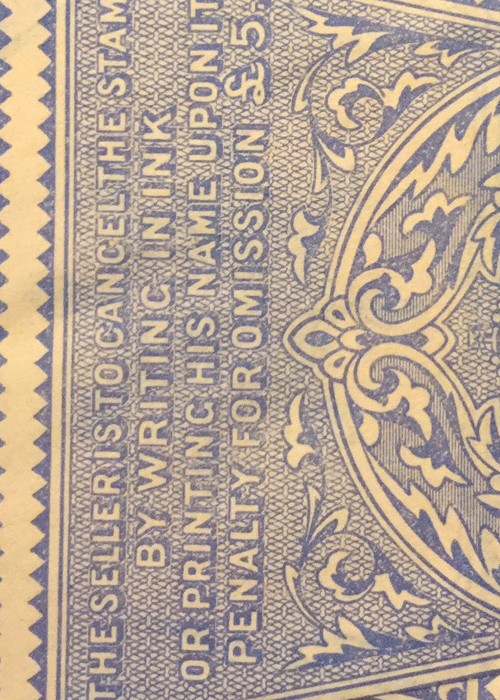 THE SELLER IS TO CANCEL THE STAM
BY WRITING IN INK
OR PRINTING HIS NAME UPON IT
PENALTY FOR OMISSION £5.